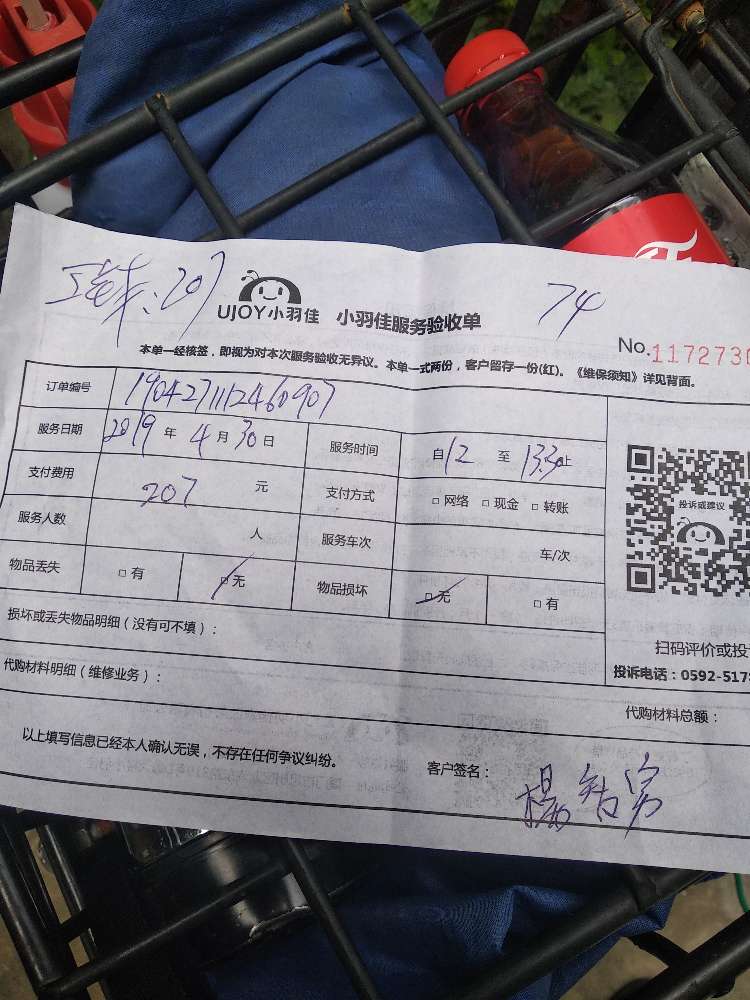 :207
74
UJOY小羽佳 小羽佳服务验收单
No.1172730
本单一经核签，即视为对本次服务验收无异议。本单一式两份，客户留存一份(红)。《维保须知》详见背面。
订单编号 1904271112460907
服务日期 2019 年 4 月 30 日 服务时间 自12 至 13:30止
支付费用 207 元 支付方式 □ 网络 □ 现金 □ 转账
服务人数 人 服务车次 车/次
物品丢失 □ 有 □ 无 物品损坏 □ 无 □ 有
损坏或丢失物品明细（没有可不填）：
代购材料明细（维修业务）：
投诉或建议
扫码评价或投
投诉电话：0592-517
代购材料总额：
以上填写信息已经本人确认无误，不存在任何争议纠纷。
客户签名：